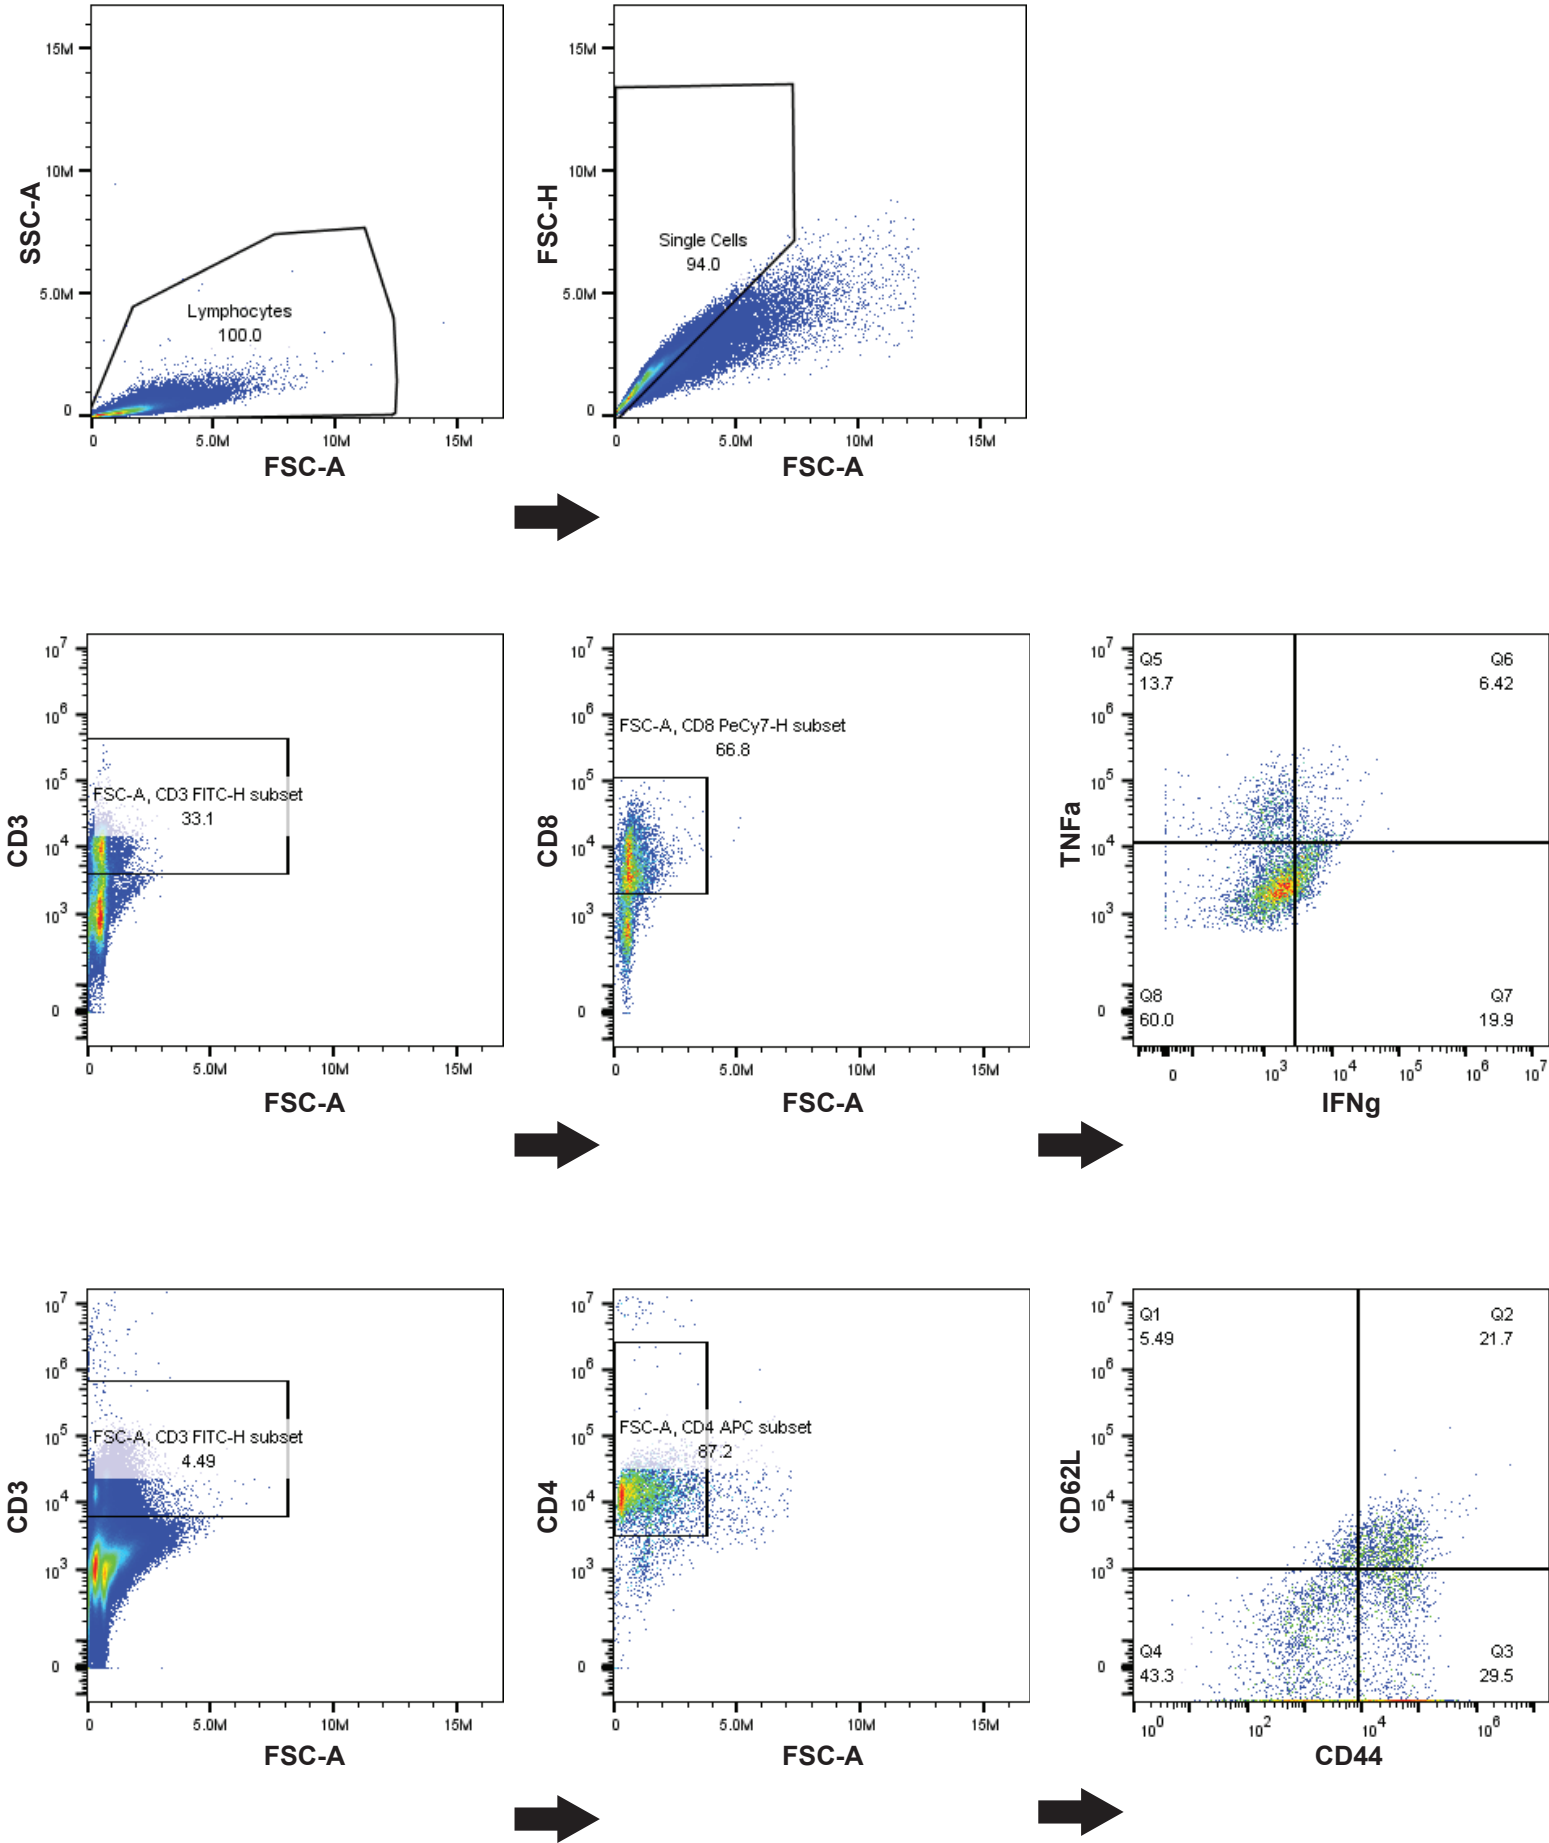 15M
10M
5.0M
0
SSC-A
Lymphocytes
100.0
0 5.0M 10M 15M
FSC-A
15M
10M
5.0M
0
FSC-H
Single Cells
94.0
0 5.0M 10M 15M
FSC-A
10^7
10^6
10^5
10^4
10^3
0
CD3
FSC-A, CD3 FITC-H subset
33.1
0 5.0M 10M 15M
FSC-A
10^7
10^6
10^5
10^4
10^3
0
CD8
FSC-A, CD8 PeCy7-H subset
66.8
0 5.0M 10M 15M
FSC-A
10^7
10^6
10^5
10^4
10^3
0
TNFa
Q5
13.7
Q6
6.42
Q8
60.0
Q7
19.9
0 10^3 10^4 10^5 10^6 10^7
IFNg
10^7
10^6
10^5
10^4
10^3
0
CD3
FSC-A, CD3 FITC-H subset
4.49
0 5.0M 10M 15M
FSC-A
10^7
10^6
10^5
10^4
10^3
0
CD4
FSC-A, CD4 APC subset
87.2
0 5.0M 10M 15M
FSC-A
10^7
10^6
10^5
10^4
10^3
0
CD62L
Q1
5.49
Q2
21.7
Q4
43.3
Q3
29.5
10^0 10^2 10^4 10^6
CD44